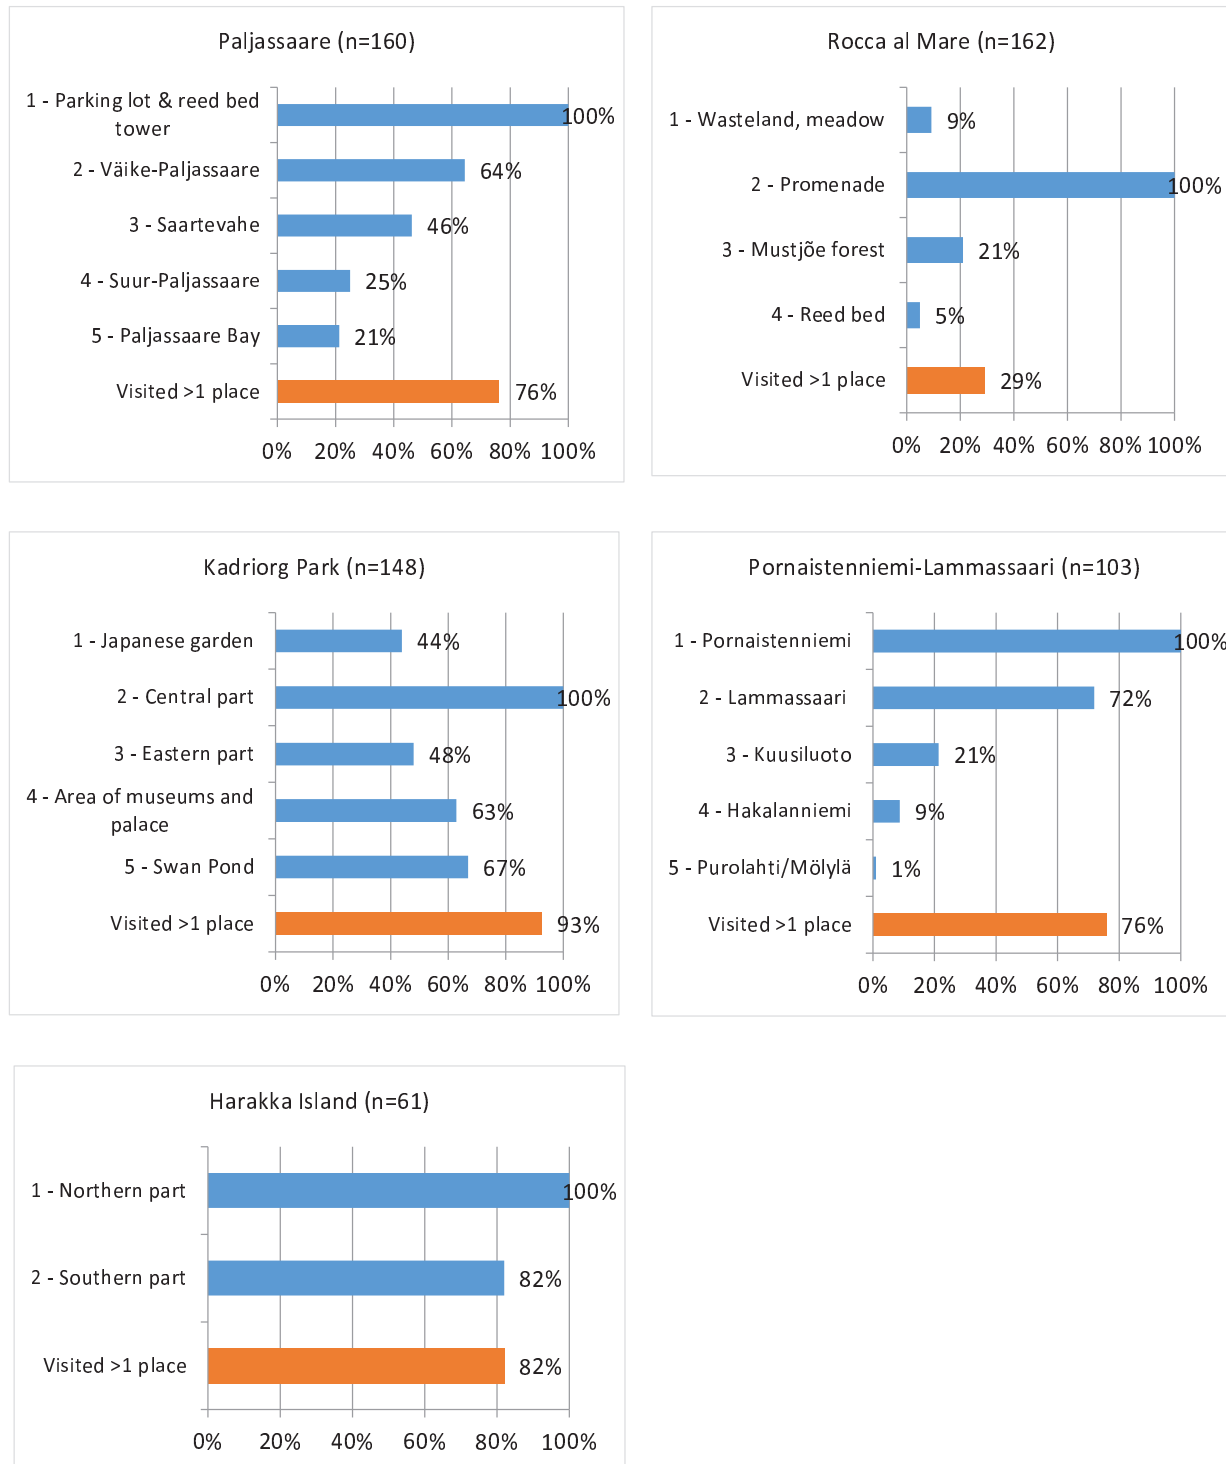 Paljassaare (n=160)
1 - Parking lot & reed bed
tower
100%
2 - Väike-Paljassaare
64%
3 - Saartevahe
46%
4 - Suur-Paljassaare
25%
5 - Paljassaare Bay
21%
Visited >1 place
76%
0% 20% 40% 60% 80% 100%
Rocca al Mare (n=162)
1 - Wasteland, meadow
9%
2 - Promenade
100%
3 - Mustjõe forest
21%
4 - Reed bed
5%
Visited >1 place
29%
0% 20% 40% 60% 80% 100%
Kadriorg Park (n=148)
1 - Japanese garden
44%
2 - Central part
100%
3 - Eastern part
48%
4 - Area of museums and
palace
63%
5 - Swan Pond
67%
Visited >1 place
93%
0% 20% 40% 60% 80% 100%
Pornaistenniemi-Lammassaari (n=103)
1 - Pornaistenniemi
100%
2 - Lammassaari
72%
3 - Kuusiluoto
21%
4 - Hakalanniemi
9%
5 - Purolahti/Mölylä
1%
Visited >1 place
76%
0% 20% 40% 60% 80% 100%
Harakka Island (n=61)
1 - Northern part
100%
2 - Southern part
82%
Visited >1 place
82%
0% 20% 40% 60% 80% 100%